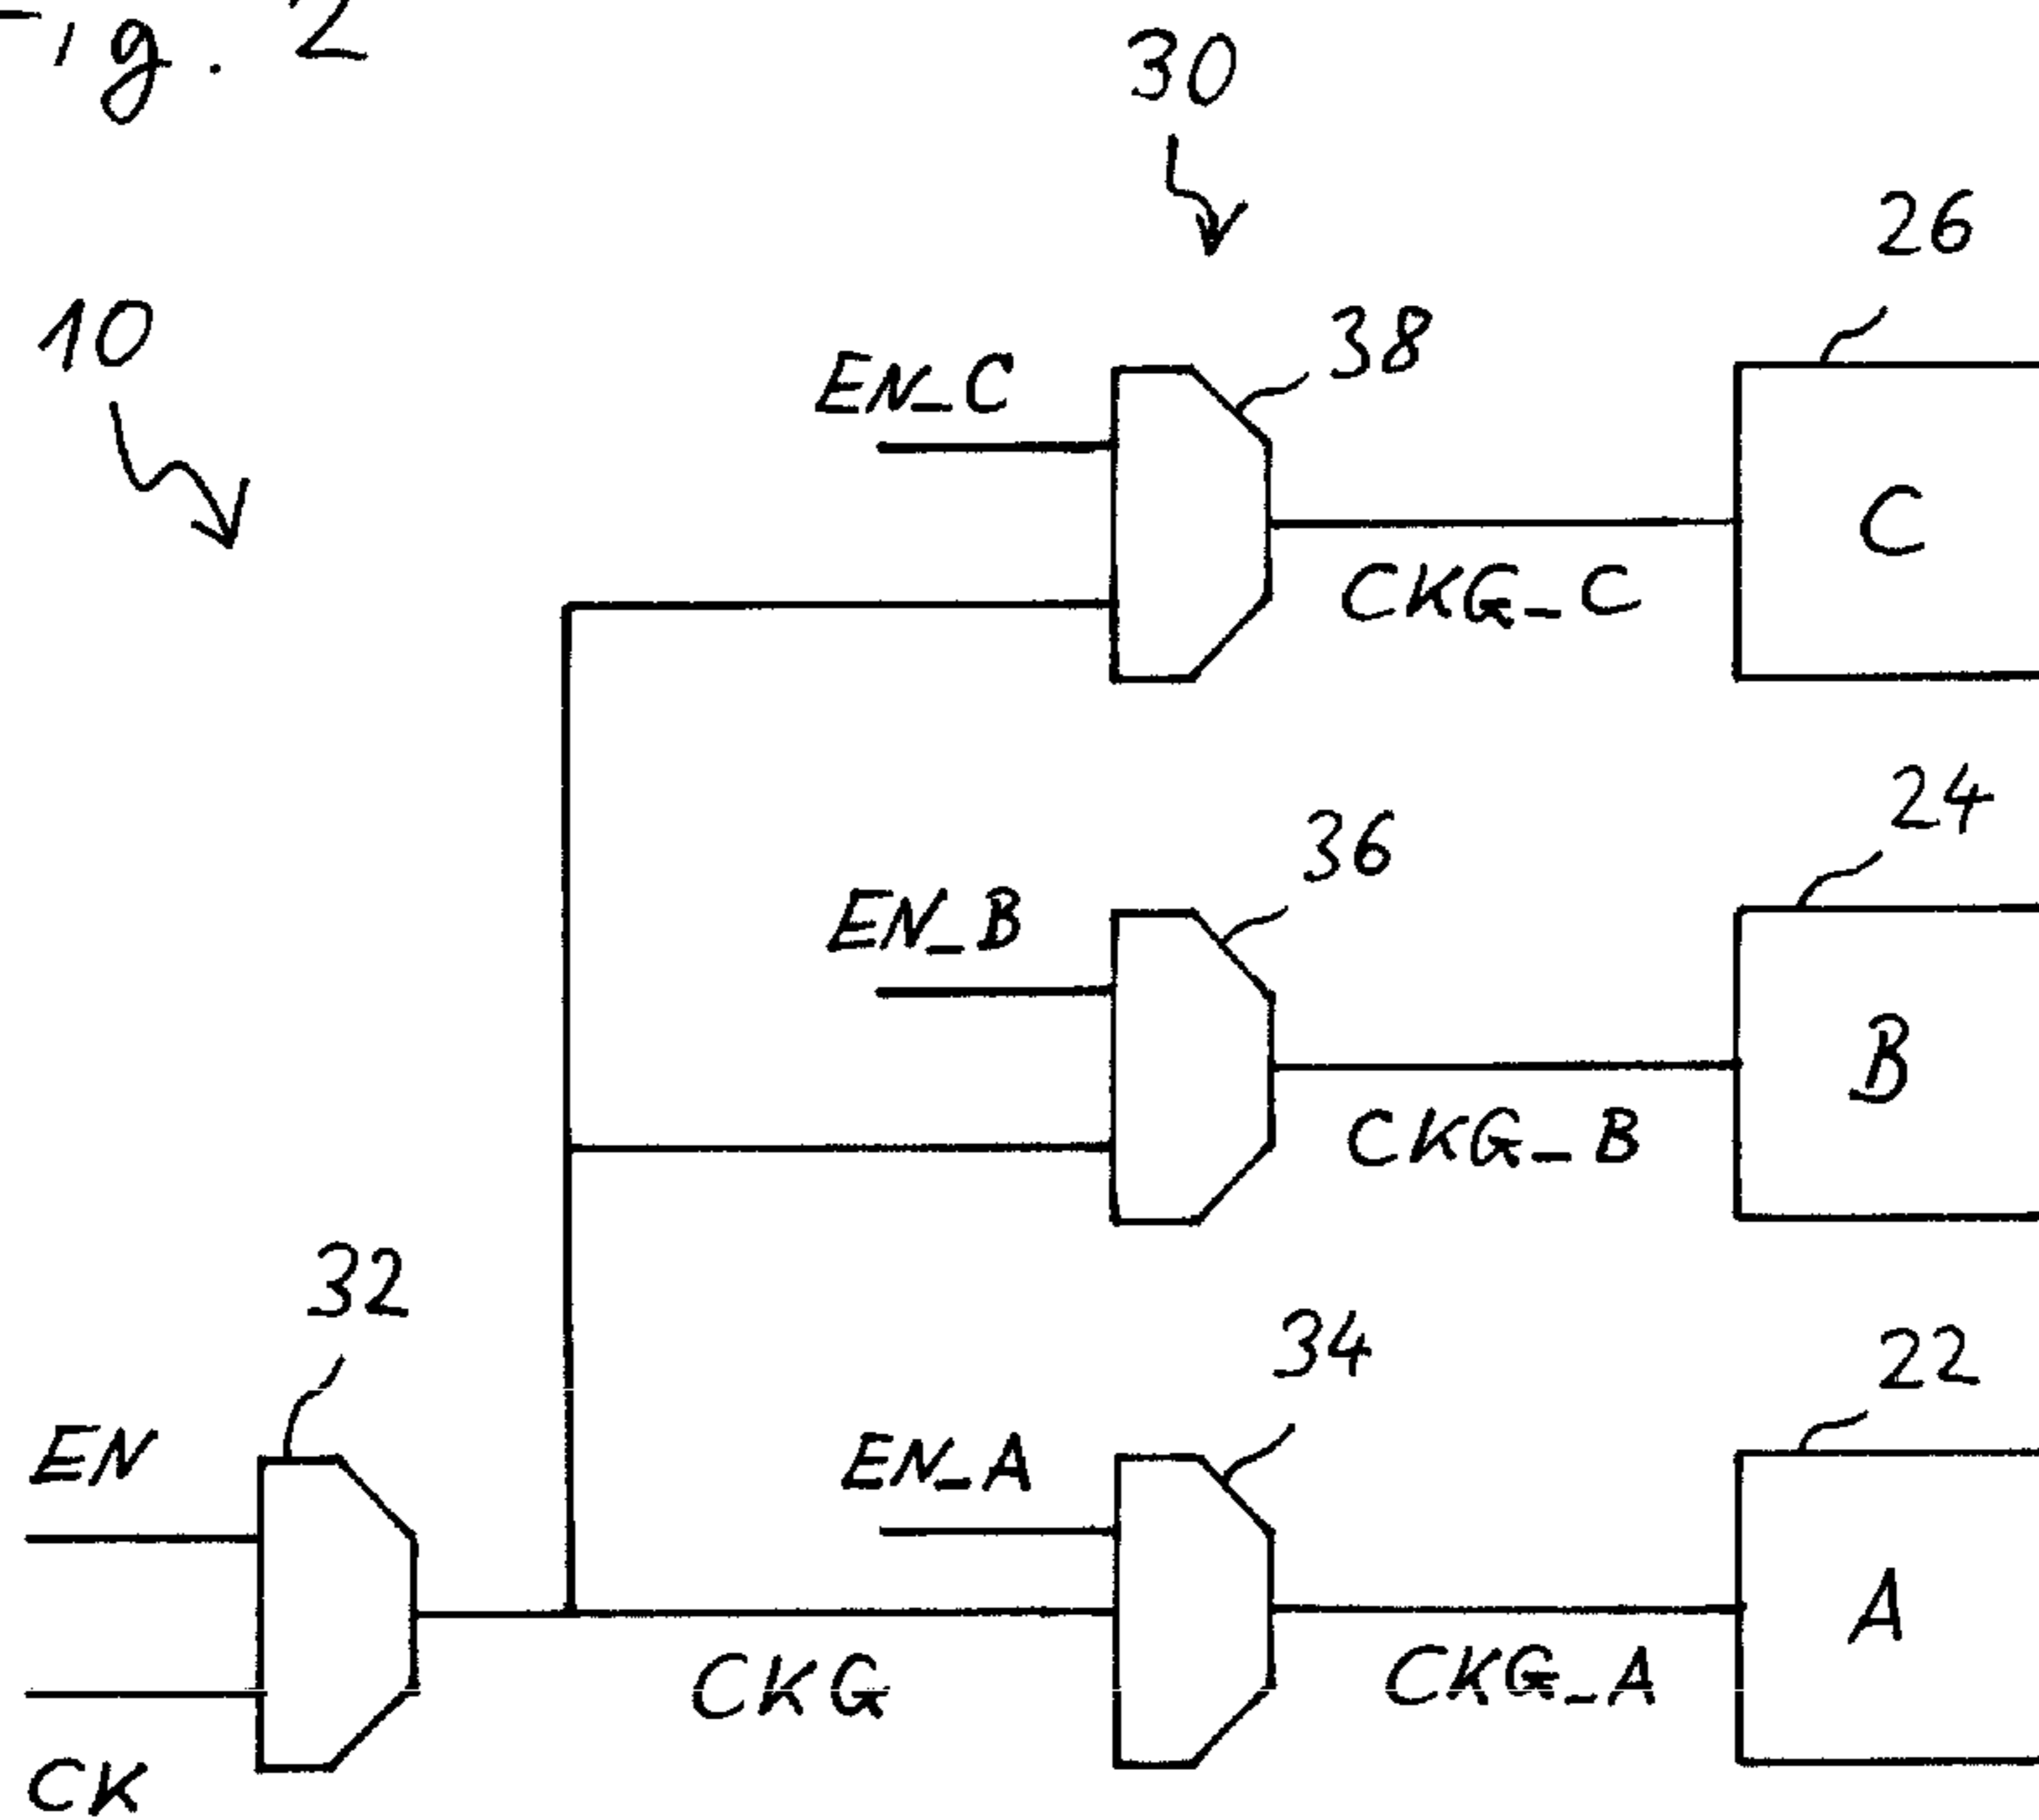 Fig. 2
30
26
10
38
EN_C
C
CKG_C
24
36
EN_B
B
CKG_B
32
34
22
EN
EN_A
A
CKG
CKG_A
CK